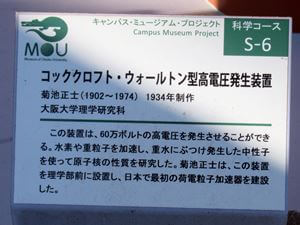 キャンパス・ミュージアム・プロジェクト
Campus Museum Project
科学コース
S-6
MOU
Museum of Osaka University
コッククロフト・ウォールトン型高電圧発生装置
菊池正士(1902~1974) 1934年制作
大阪大学理学研究科
この装置は、60万ボルトの高電圧を発生させることができ
る。水素や重粒子を加速し、重水にぶつけ発生した中性子
を使って原子核の性質を研究した。菊池正士は、この装置
を理学部前に設置し、日本で最初の荷電粒子加速器を建設
した。